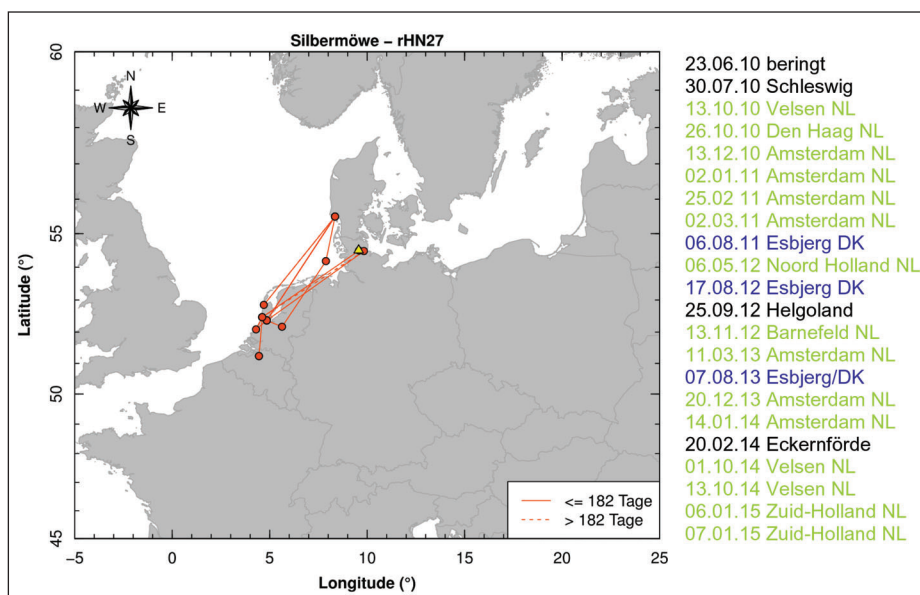 Silbermöwe – rHN27
60
55
50
45
Latitude (°)
N
W
E
S
<= 182 Tage
> 182 Tage
−5
0
5
10
15
20
25
Longitude (°)
23.06.10 beringt
30.07.10 Schleswig
13.10.10 Velsen NL
26.10.10 Den Haag NL
13.12.10 Amsterdam NL
02.01.11 Amsterdam NL
25.02 11 Amsterdam NL
02.03.11 Amsterdam NL
06.08.11 Esbjerg DK
06.05.12 Noord Holland NL
17.08.12 Esbjerg DK
25.09.12 Helgoland
13.11.12 Barnefeld NL
11.03.13 Amsterdam NL
07.08.13 Esbjerg/DK
20.12.13 Amsterdam NL
14.01.14 Amsterdam NL
20.02.14 Eckernförde
01.10.14 Velsen NL
13.10.14 Velsen NL
06.01.15 Zuid-Holland NL
07.01.15 Zuid-Holland NL